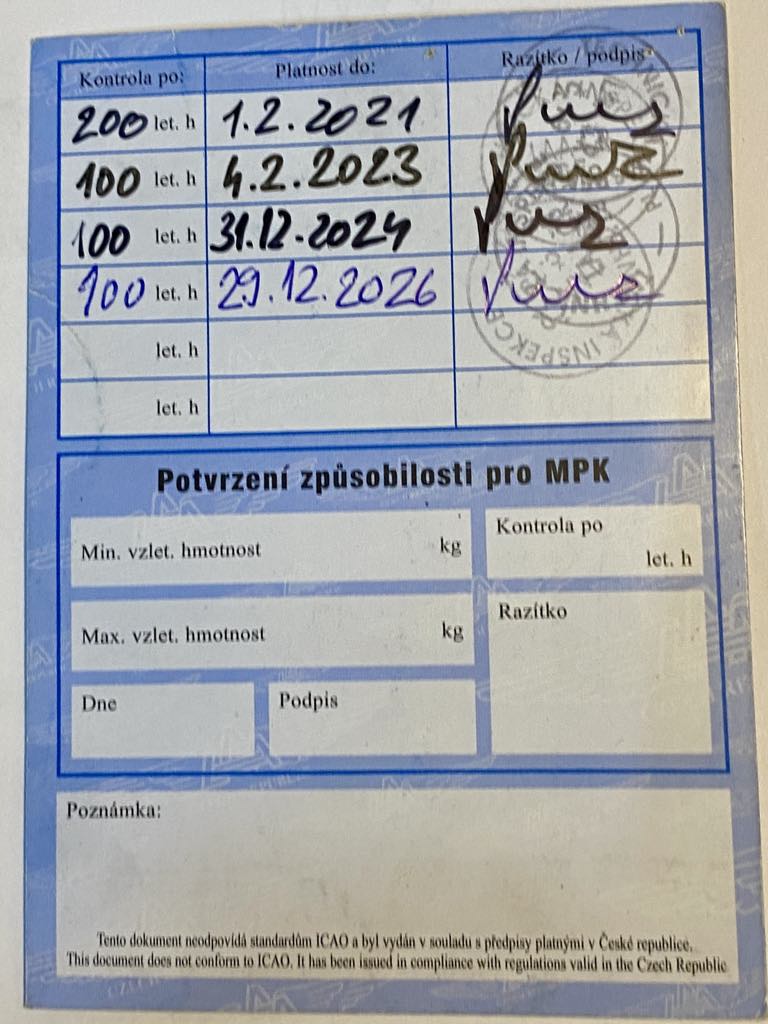 Kontrola po: Platnost do: Razítko / podpis
200 let. h 1.2.2021
100 let. h 4.2.2023
100 let. h 31.12.2024
100 let. h 29.12.2026
let. h
let. h
INSPEKCE
Potvrzení způsobilosti pro MPK
Min. vzlet. hmotnost kg
Kontrola po
let. h
Max. vzlet. hmotnost kg
Razítko
Dne
Podpis
Poznámka:
Tento dokument neodpovídá standardům ICAO a byl vydán v souladu s předpisy platnými v České republice.
This document does not conform to ICAO. It has been issued in compliance with regulations valid in the Czech Republic